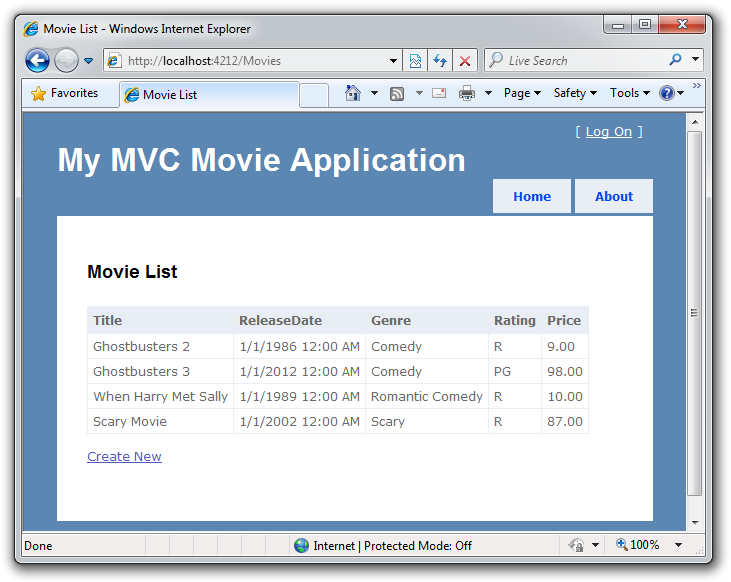 Movie List - Windows Internet Explorer
http://localhost:4212/Movies
Live Search
Favorites
Movie List
Page Safety Tools »
[ Log On ]
My MVC Movie Application
Home About
Movie List
Title ReleaseDate Genre Rating Price
Ghostbusters 2 1/1/1986 12:00 AM Comedy R 9.00
Ghostbusters 3 1/1/2012 12:00 AM Comedy PG 98.00
When Harry Met Sally 1/1/1989 12:00 AM Romantic Comedy R 10.00
Scary Movie 1/1/2002 12:00 AM Scary R 87.00
Create New
Done Internet | Protected Mode: Off 100%